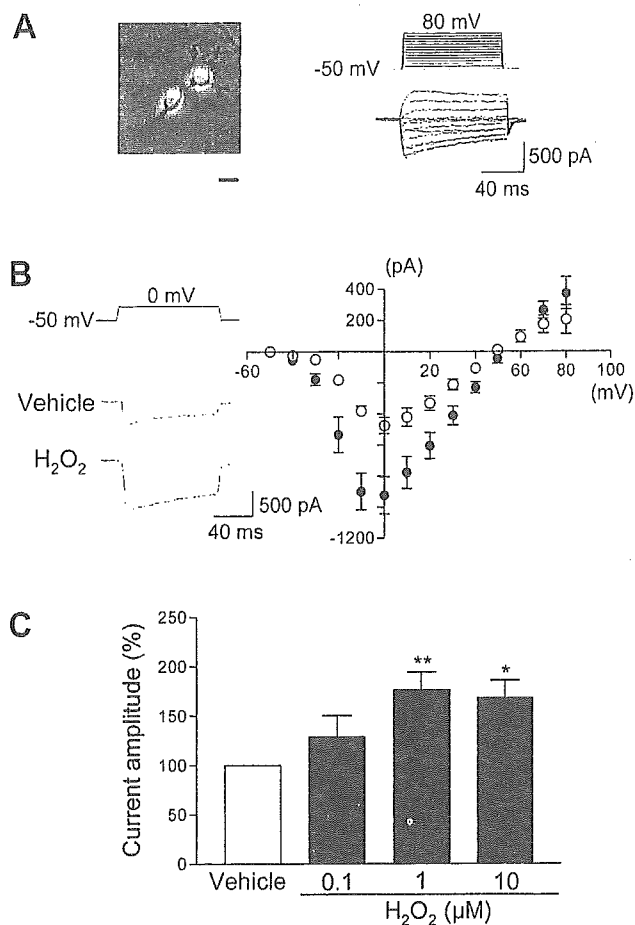 A
80 mV
-50 mV
500 pA
40 ms
B
0 mV
-50 mV
Vehicle
H₂O₂
500 pA
40 ms
(pA)
400
200
-60
20
40
60
80
100
(mV)
-1200
C
Current amplitude (%)
250
200
150
100
50
0
**
*
Vehicle
0.1
1
10
H₂O₂ (µM)